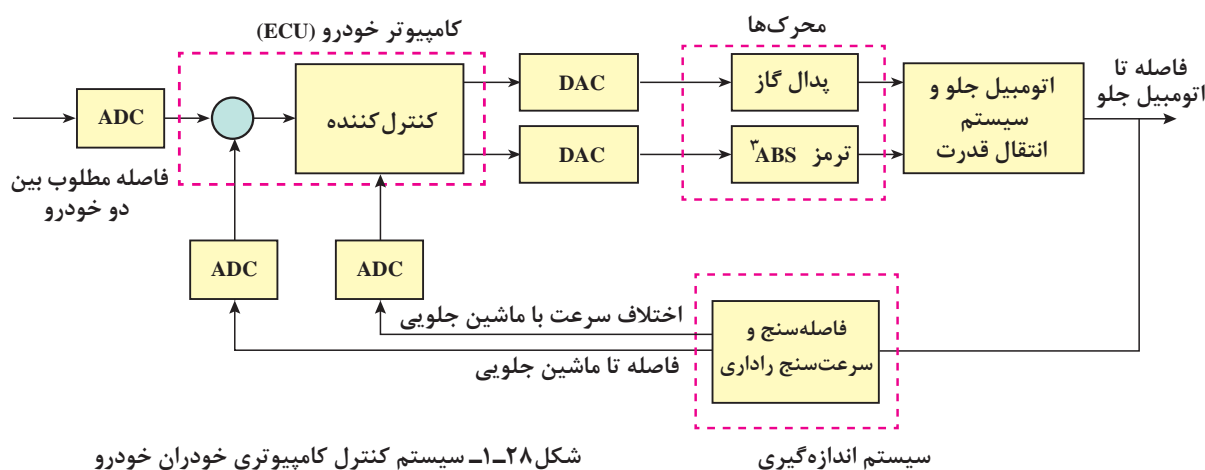 کامپیوتر خودرو (ECU)
محرک‌ها
ADC
کنترل‌کننده
DAC
DAC
پدال گاز
ترمز ABS۳
اتومبیل جلو و
سیستم
انتقال قدرت
فاصله تا
اتومبیل جلو
فاصله مطلوب بین
دو خودرو
ADC
ADC
اختلاف سرعت با ماشین جلویی
فاصله تا ماشین جلویی
فاصله‌سنج و
سرعت‌سنج راداری
سیستم اندازه‌گیری
شکل۲۸ـ۱ـ سیستم کنترل کامپیوتری خودران خودرو